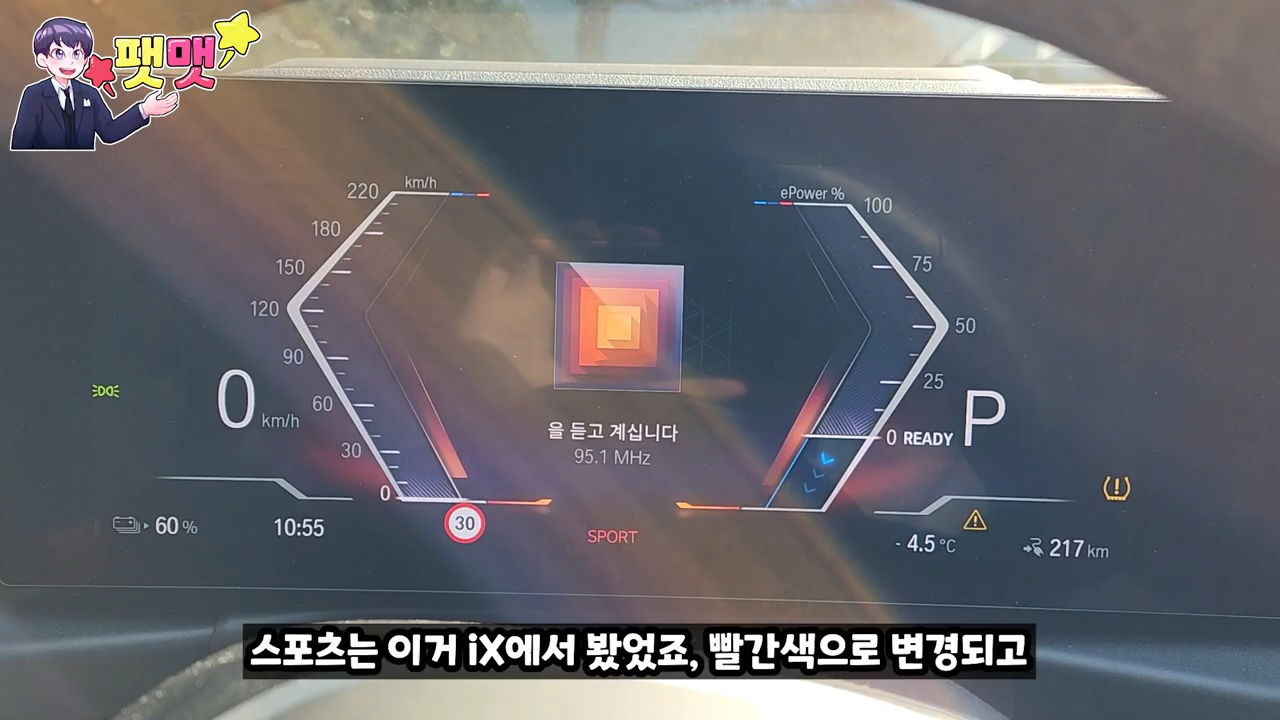 팻맷
220
km/h
180
150
120
90
60
30
0
0 km/h
ePower %
100
75
50
25
0 READY
P
을 듣고 계십니다
95.1 MHz
60 %
10:55
30
SPORT
- 4.5 °C
217 km
스포츠는 이거 iX에서 봤었죠, 빨간색으로 변경되고